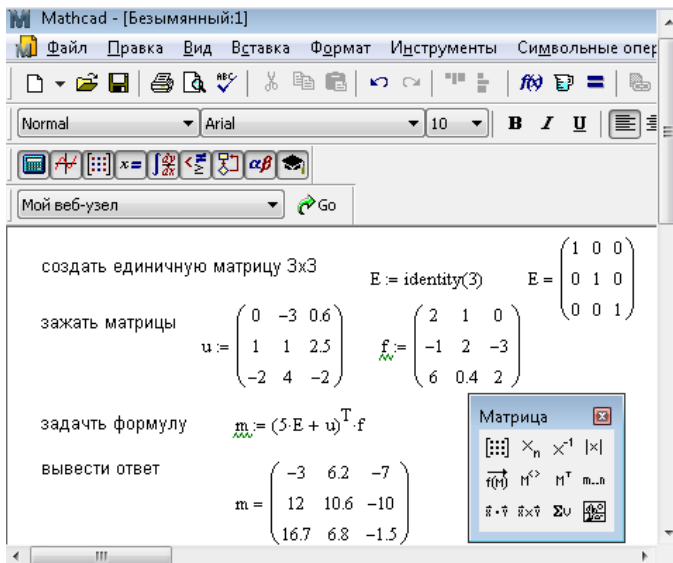 Mathcad - [Безымянный:1]
Файл Правка Вид Вставка Формат Инструменты Символьные опер
Normal Arial 10 B I U
Мой веб-узел Go
создать единичную матрицу 3x3 E := identity(3) E =
1 0 0
0 1 0
0 0 1
зажать матрицы u :=
0 -3 0.6
1 1 2.5
-2 4 -2
f :=
2 1 0
-1 2 -3
6 0.4 2
задачть формулу m := (5·E + u)^T·f
вывести ответ
m =
-3 6.2 -7
12 10.6 -10
16.7 6.8 -1.5
Матрица